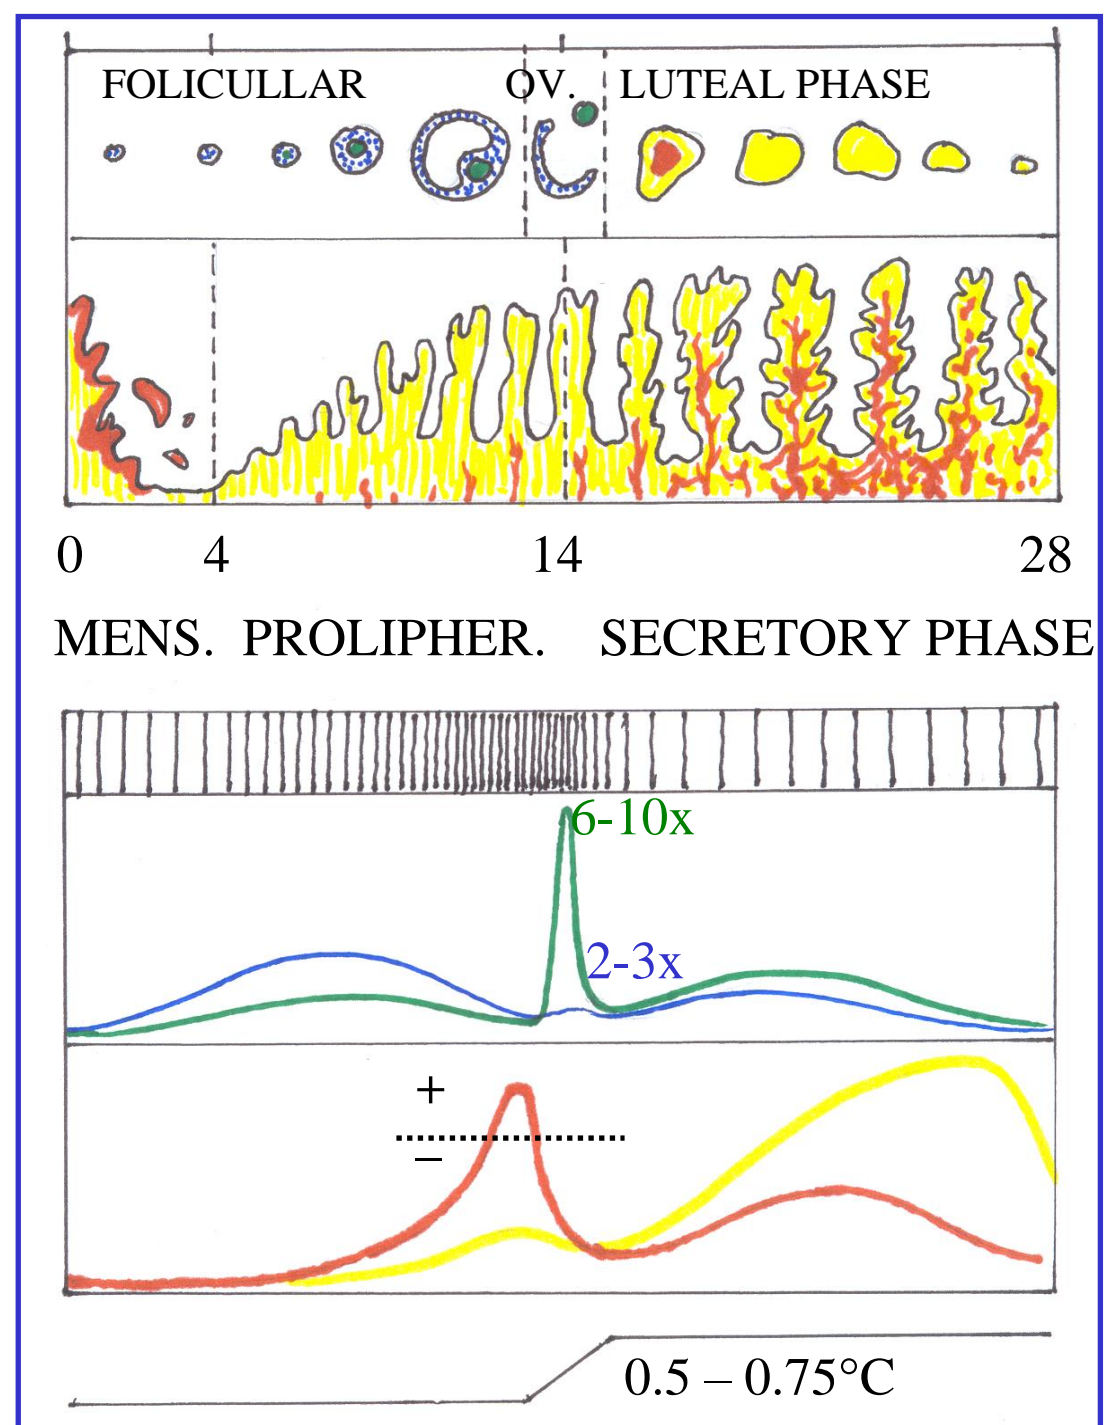 FOLICULLAR OV. LUTEAL PHASE
0 4 14 28
MENS. PROLIPHER. SECRETORY PHASE
6-10x
2-3x
+
–
0.5 – 0.75°C